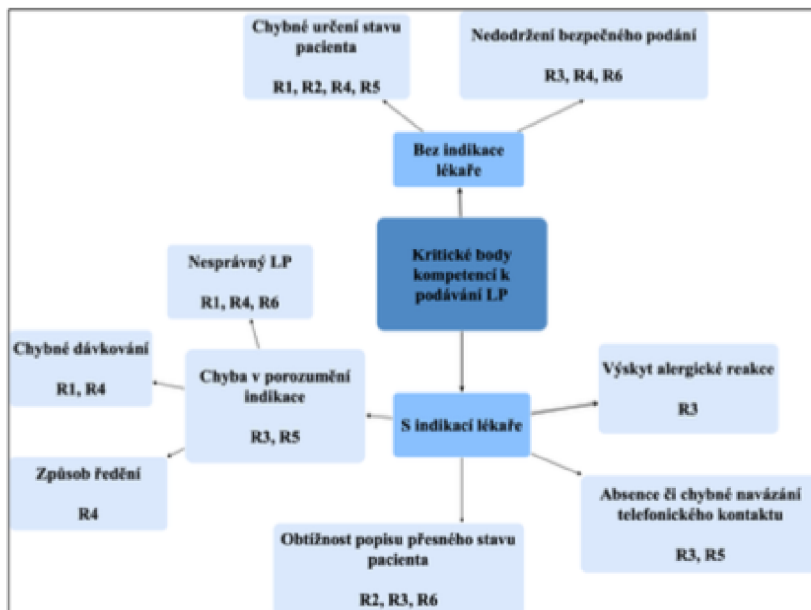 Chybné určení stavu
pacienta
R1, R2, R4, R5
Nedodržení bezpečného podání
R3, R4, R6
Bez indikace
lékaře
Kritické body
kompetencí k
podávání LP
Nesprávný LP
R1, R4, R6
Chybné dávkování
R1, R4
Chyba v porozumění
indikace
R3, R5
Způsob ředění
R4
S indikací lékaře
Výskyt alergické reakce
R3
Absence či chybné navázání
telefonického kontaktu
R3, R5
Obtížnost popisu přesného stavu
pacienta
R2, R3, R6